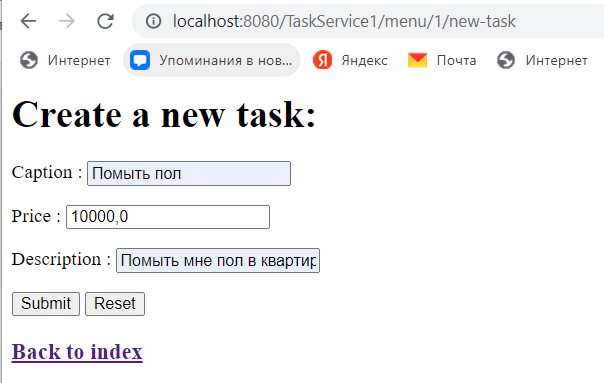 localhost:8080/TaskService1/menu/1/new-task
Интернет Упоминания в нов... Яндекс Почта Интернет
Create a new task:
Caption : Помыть пол
Price : 10000,0
Description : Помыть мне пол в квартир
Submit Reset
Back to index